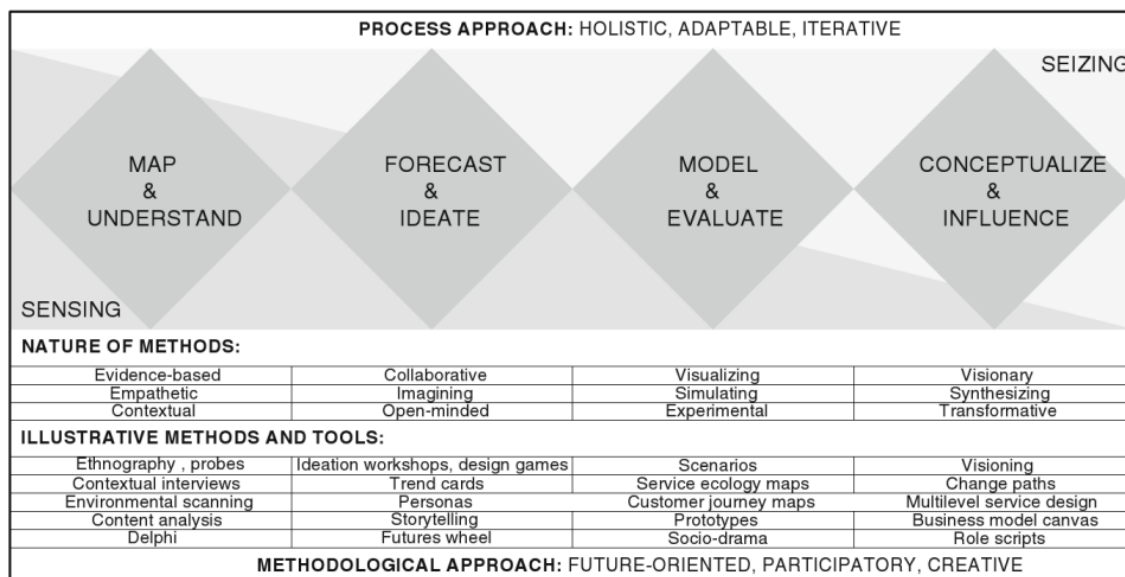 PROCESS APPROACH: HOLISTIC, ADAPTABLE, ITERATIVE
SEIZING
MAP & UNDERSTAND
FORECAST & IDEATE
MODEL & EVALUATE
CONCEPTUALIZE & INFLUENCE
SENSING
NATURE OF METHODS:
Evidence-based Collaborative Visualizing Visionary
Empathetic Imagining Simulating Synthesizing
Contextual Open-minded Experimental Transformative
ILLUSTRATIVE METHODS AND TOOLS:
Ethnography , probes Ideation workshops, design games Scenarios Visioning
Contextual interviews Trend cards Service ecology maps Change paths
Environmental scanning Personas Customer journey maps Multilevel service design
Content analysis Storytelling Prototypes Business model canvas
Delphi Futures wheel Socio-drama Role scripts
METHODOLOGICAL APPROACH: FUTURE-ORIENTED, PARTICIPATORY, CREATIVE